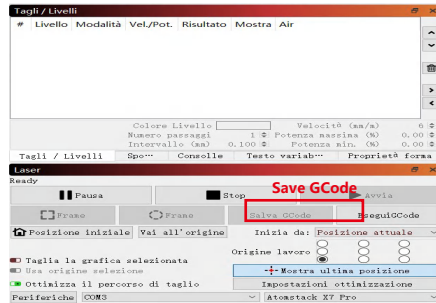 Tagli / Livelli
# Livello Modalità Vel./Pot. Risultato Mostra Air
Colore Livello Velocità (mm/m) 6
Numero passaggi 1 Potenza massima (%) 0,00
Intervallo (mm) 0.100 Potenza min. (%) 0,00
Tagli / Livelli Spo··· Consolle Testo variab··· Proprietà forma
Laser
Ready
Save GCode
Pausa Stop Avvia
Frame Frame Salva GCode EseguiGCode
Posizione iniziale Vai all'origine Inizia da: Posizione attuale
Origine lavoro
Taglia la grafica selezionata
Usa origine selezione Mostra ultima posizione
Ottimizza il percorso di taglio Impostazioni ottimizzazione
Periferiche COM3 Atomstack X7 Pro